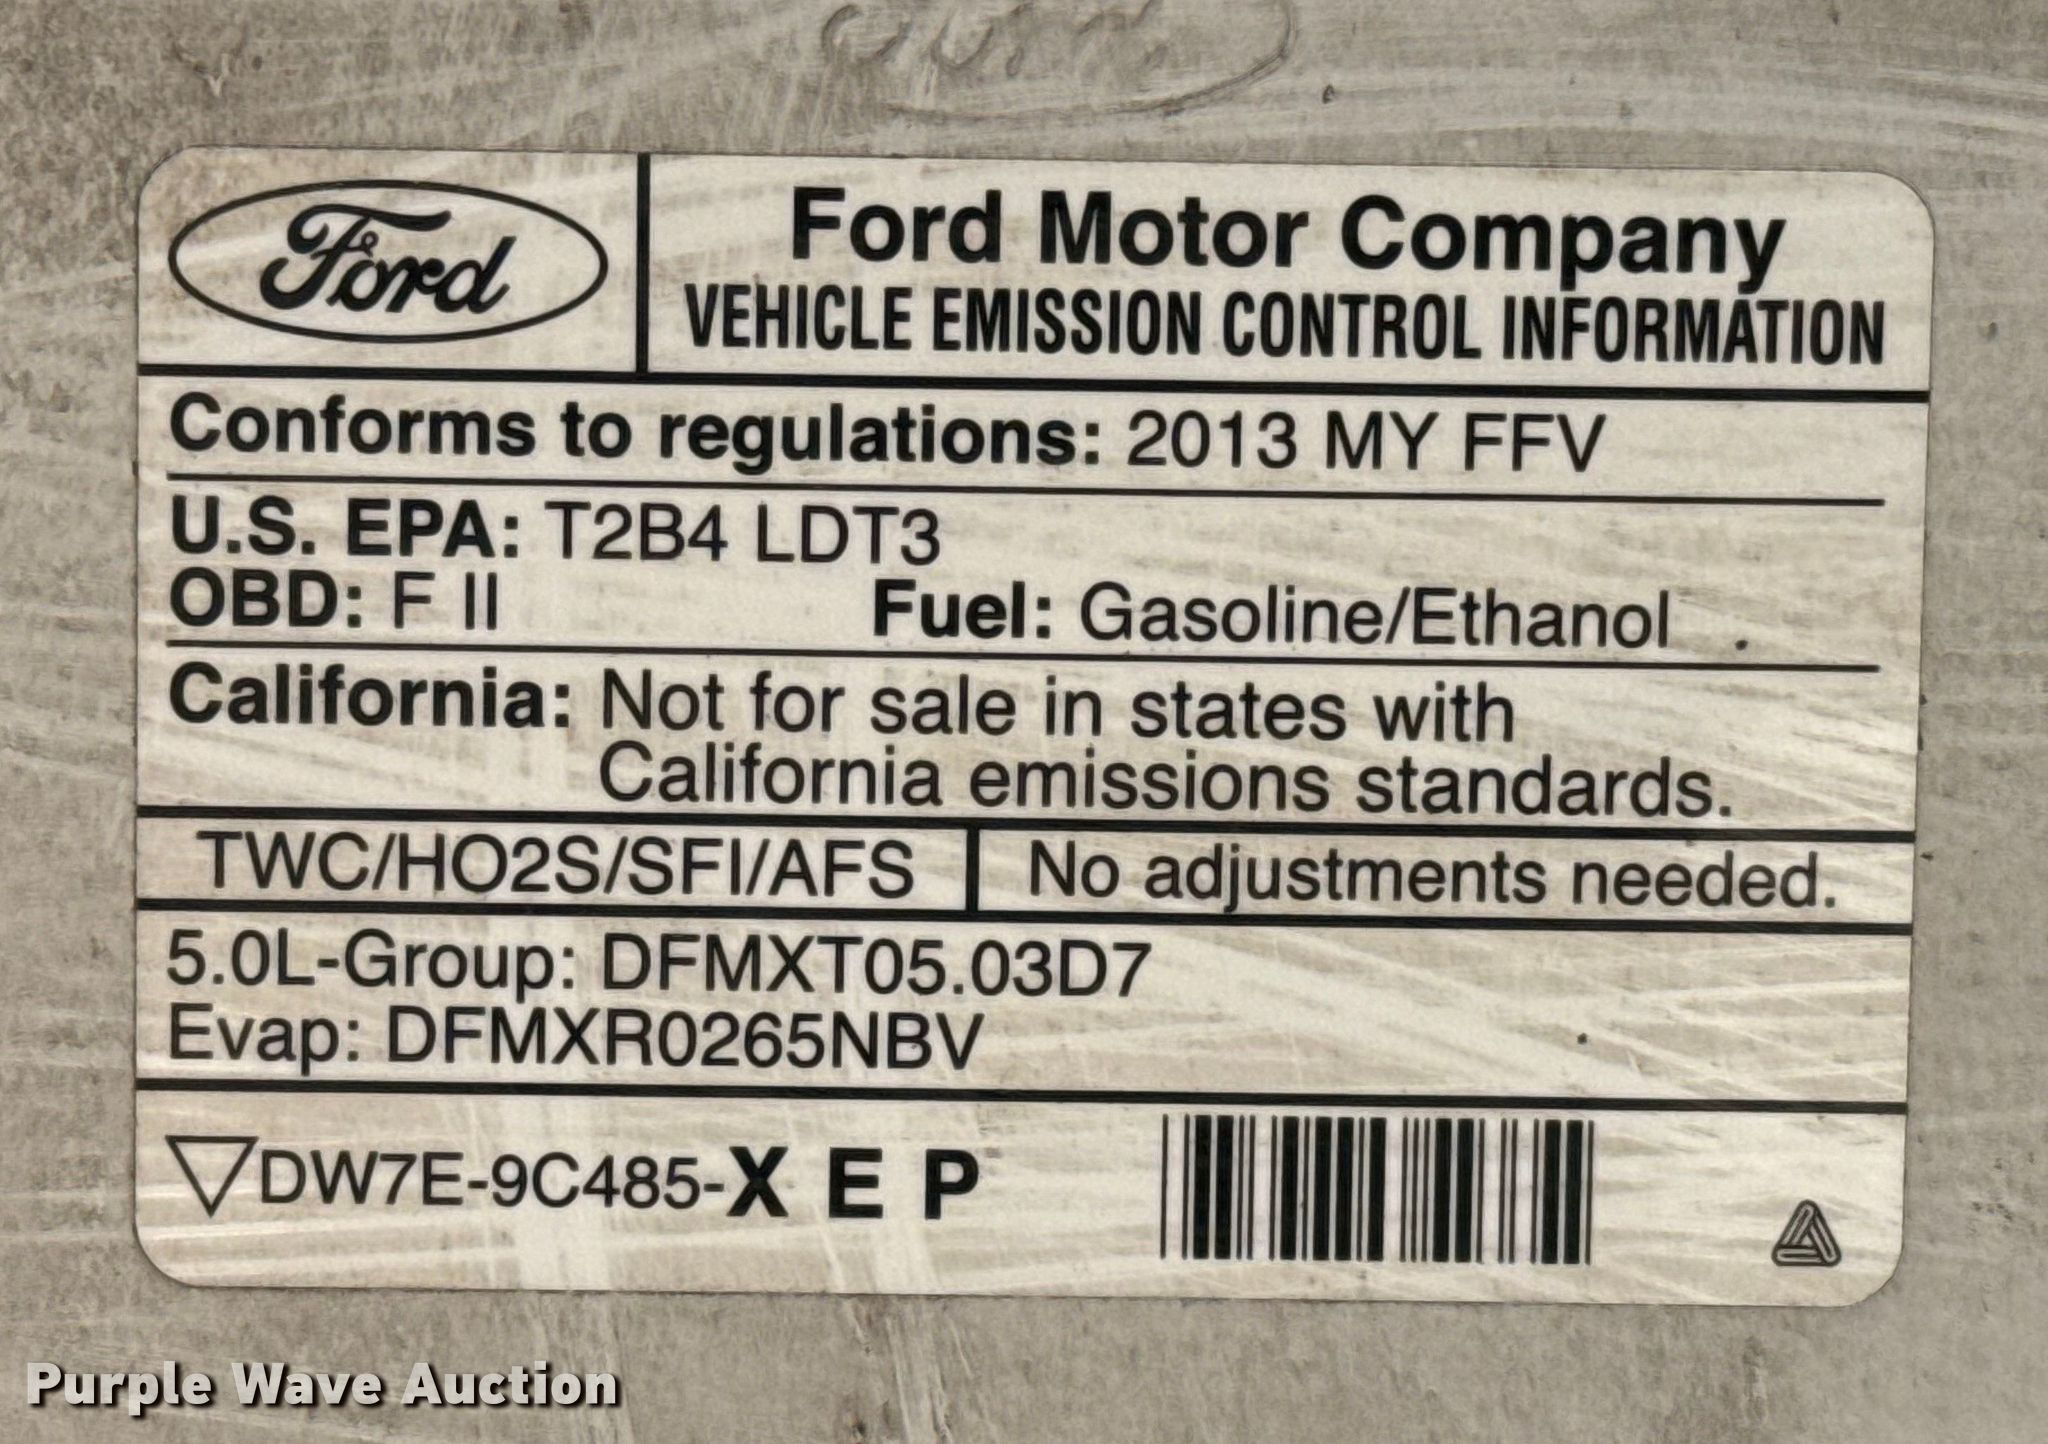 Ford
Ford Motor Company
VEHICLE EMISSION CONTROL INFORMATION
Conforms to regulations: 2013 MY FFV
U.S. EPA: T2B4 LDT3
OBD: F II Fuel: Gasoline/Ethanol
California: Not for sale in states with
California emissions standards.
TWC/HO2S/SFI/AFS No adjustments needed.
5.0L-Group: DFMXT05.03D7
Evap: DFMXR0265NBV
DW7E-9C485-X E P
Purple Wave Auction